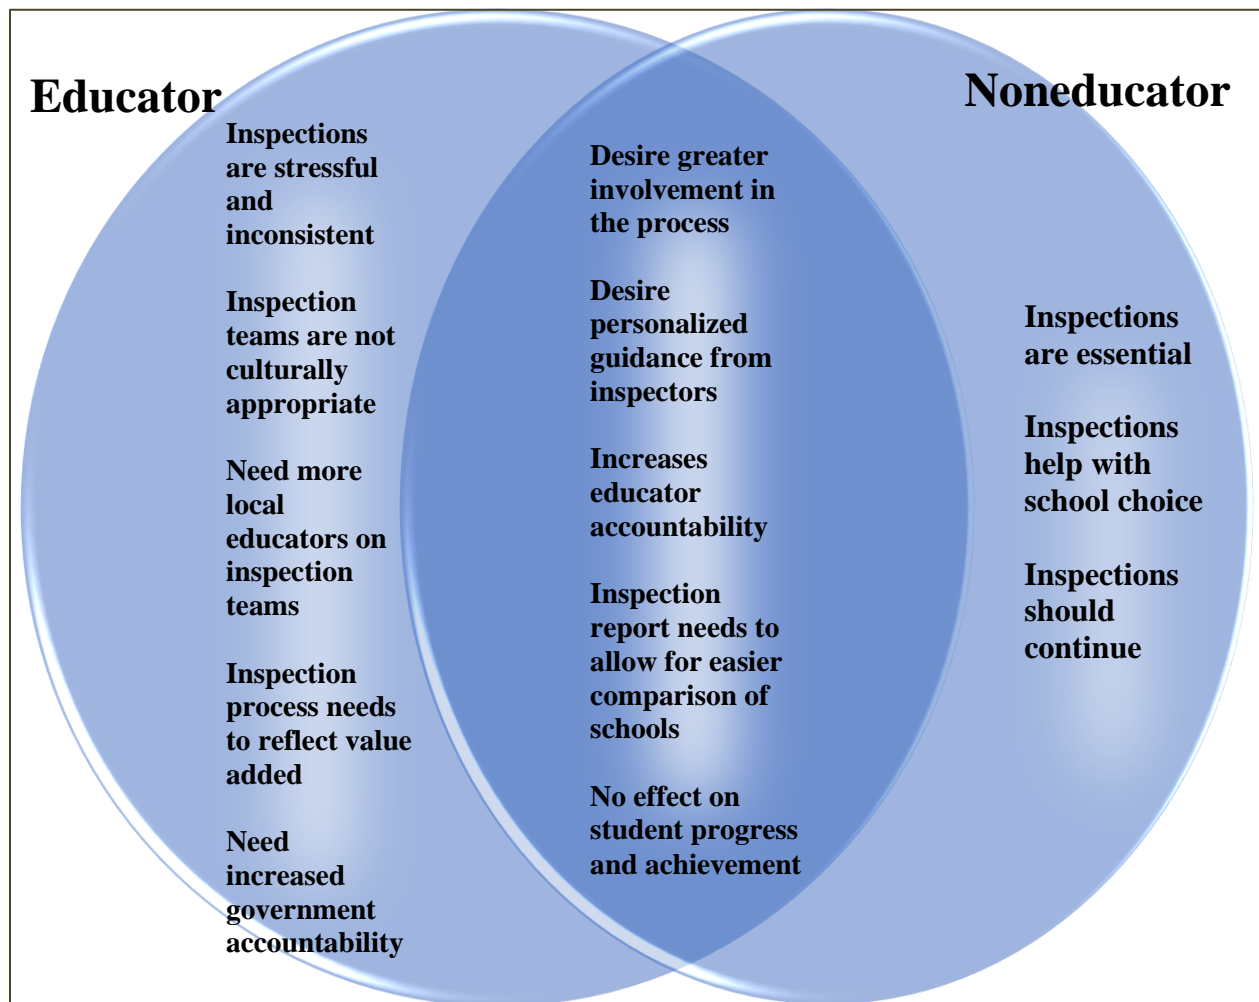 Educator
Noneducator
Inspections
are stressful
and
inconsistent
Inspection
teams are not
culturally
appropriate
Need more
local
educators on
inspection
teams
Inspection
process needs
to reflect value
added
Need
increased
government
accountability
Desire greater
involvement in
the process
Desire
personalized
guidance from
inspectors
Increases
educator
accountability
Inspection
report needs to
allow for easier
comparison of
schools
No effect on
student progress
and achievement
Inspections
are essential
Inspections
help with
school choice
Inspections
should
continue